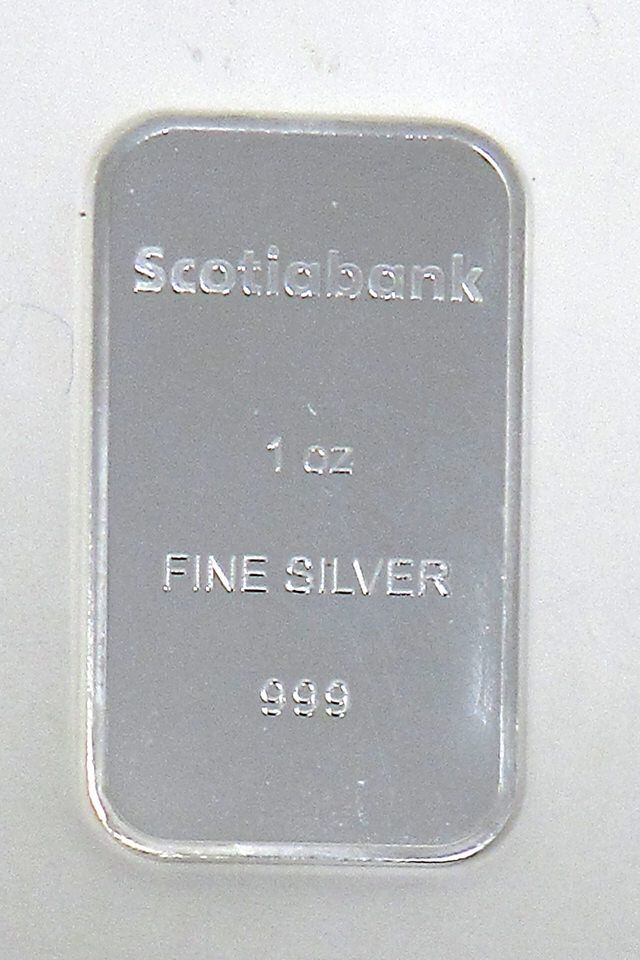 Scotiabank
1 oz
FINE SILVER
999